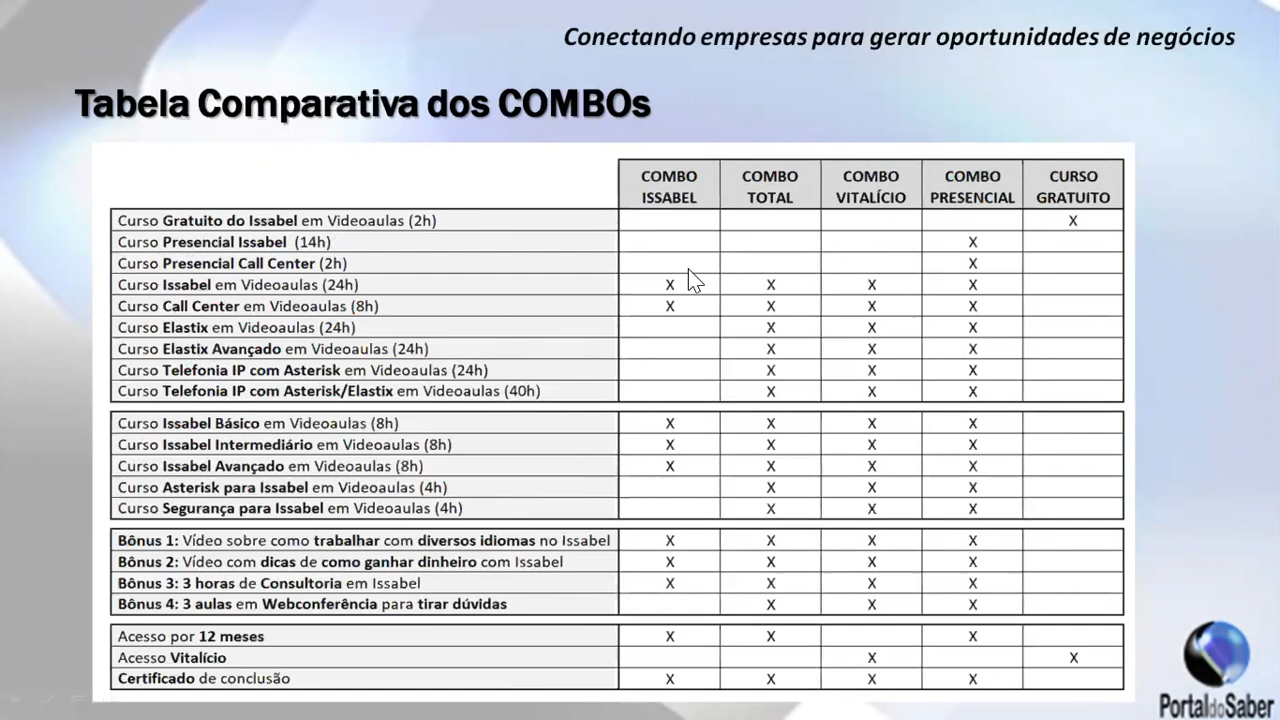 Conectando empresas para gerar oportunidades de negócios
Tabela Comparativa dos COMBOs
COMBO ISSABEL COMBO TOTAL COMBO VITALÍCIO COMBO PRESENCIAL CURSO GRATUITO
Curso Gratuito do Issabel em Videoaulas (2h) X
Curso Presencial Issabel (14h) X
Curso Presencial Call Center (2h) X
Curso Issabel em Videoaulas (24h) X X X X
Curso Call Center em Videoaulas (8h) X X X X
Curso Elastix em Videoaulas (24h) X X X
Curso Elastix Avançado em Videoaulas (24h) X X X
Curso Telefonia IP com Asterisk em Videoaulas (24h) X X X
Curso Telefonia IP com Asterisk/Elastix em Videoaulas (40h) X X X
Curso Issabel Básico em Videoaulas (8h) X X X X
Curso Issabel Intermediário em Videoaulas (8h) X X X X
Curso Issabel Avançado em Videoaulas (8h) X X X X
Curso Asterisk para Issabel em Videoaulas (4h) X X X
Curso Segurança para Issabel em Videoaulas (4h) X X X
Bônus 1: Vídeo sobre como trabalhar com diversos idiomas no Issabel X X X X
Bônus 2: Vídeo com dicas de como ganhar dinheiro com Issabel X X X X
Bônus 3: 3 horas de Consultoria em Issabel X X X X
Bônus 4: 3 aulas em Webconferência para tirar dúvidas X X X
Acesso por 12 meses X X X
Acesso Vitalício X X
Certificado de conclusão X X X X
Portal do Saber